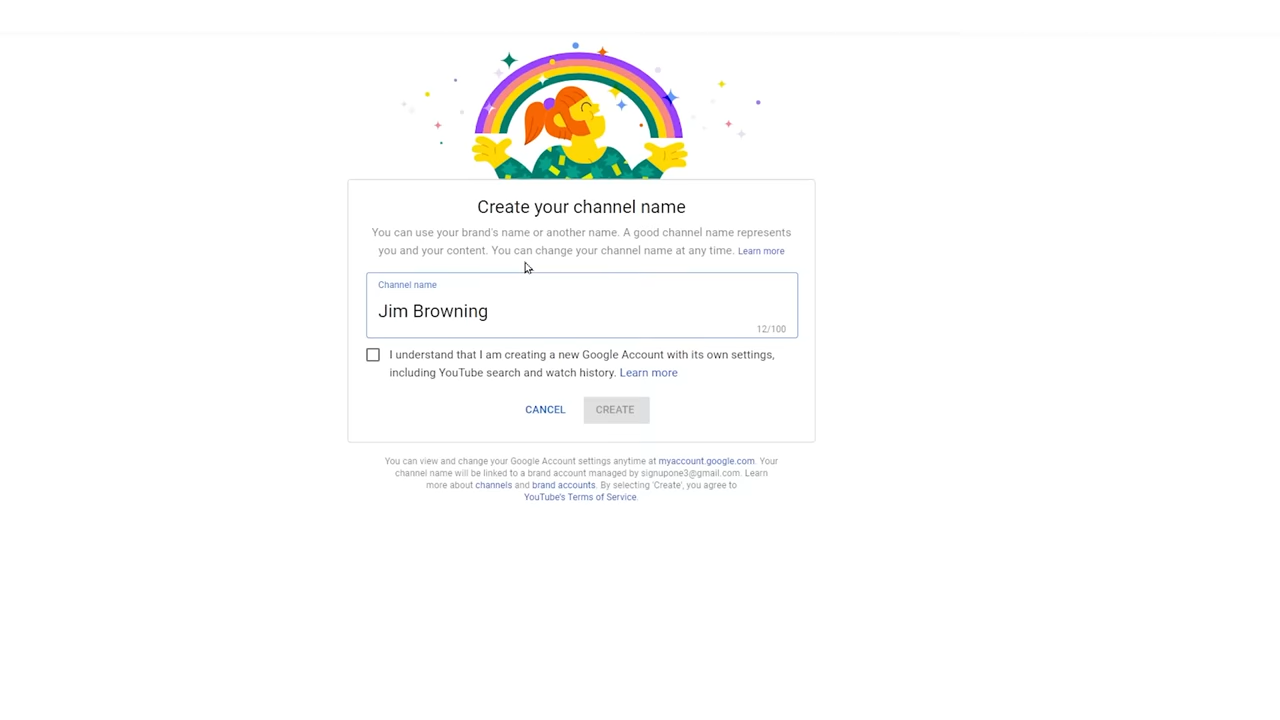 Create your channel name
You can use your brand's name or another name. A good channel name represents
you and your content. You can change your channel name at any time. Learn more
Channel name
Jim Browning
12/100
I understand that I am creating a new Google Account with its own settings,
including YouTube search and watch history. Learn more
CANCEL CREATE
You can view and change your Google Account settings anytime at myaccount.google.com. Your
channel name will be linked to a brand account managed by signupone3@gmail.com. Learn
more about channels and brand accounts. By selecting 'Create', you agree to
YouTube's Terms of Service.